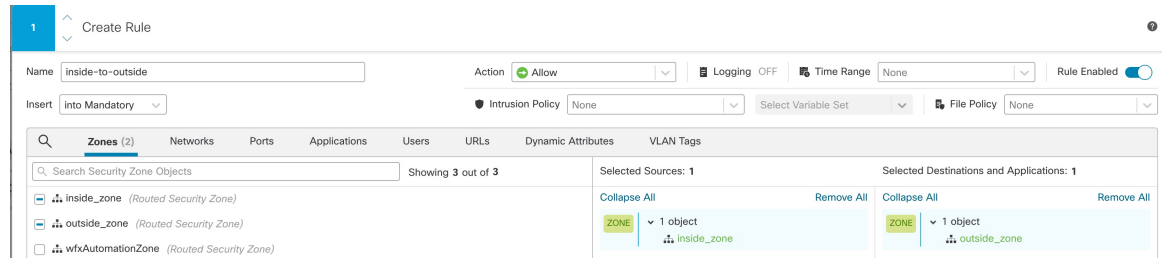 1 Create Rule
Name inside-to-outside Action Allow Logging OFF Time Range None Rule Enabled
Insert into Mandatory Intrusion Policy None Select Variable Set File Policy None
Zones (2) Networks Ports Applications Users URLs Dynamic Attributes VLAN Tags
Search Security Zone Objects Showing 3 out of 3 Selected Sources: 1 Selected Destinations and Applications: 1
inside_zone (Routed Security Zone) Collapse All Remove All Collapse All Remove All
outside_zone (Routed Security Zone) ZONE 1 object ZONE 1 object
wfxAutomationZone (Routed Security Zone) inside_zone outside_zone